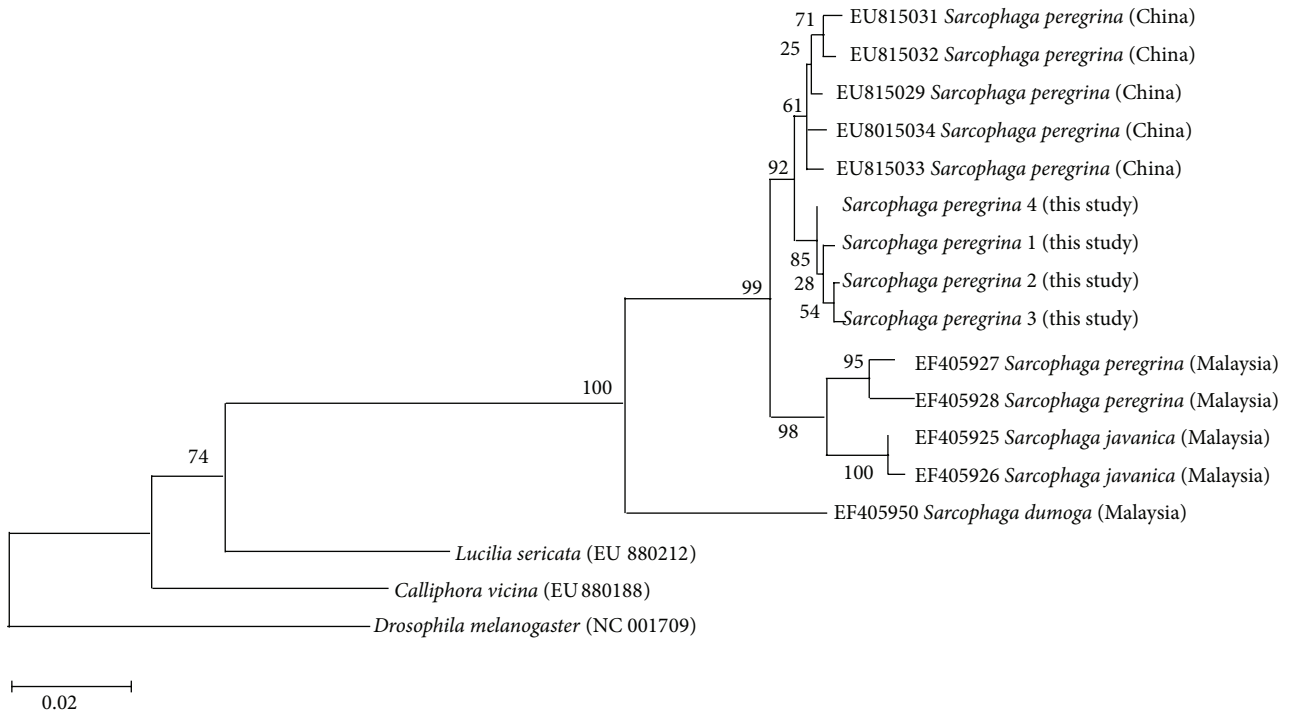 71
EU815031 Sarcophaga peregrina (China)
25
EU815032 Sarcophaga peregrina (China)
EU815029 Sarcophaga peregrina (China)
61
EU8015034 Sarcophaga peregrina (China)
92
EU815033 Sarcophaga peregrina (China)
Sarcophaga peregrina 4 (this study)
Sarcophaga peregrina 1 (this study)
85
99
28
Sarcophaga peregrina 2 (this study)
54
Sarcophaga peregrina 3 (this study)
95
EF405927 Sarcophaga peregrina (Malaysia)
100
EF405928 Sarcophaga peregrina (Malaysia)
98
EF405925 Sarcophaga javanica (Malaysia)
74
100
EF405926 Sarcophaga javanica (Malaysia)
EF405950 Sarcophaga dumoga (Malaysia)
Lucilia sericata (EU 880212)
Calliphora vicina (EU 880188)
Drosophila melanogaster (NC 001709)
0.02